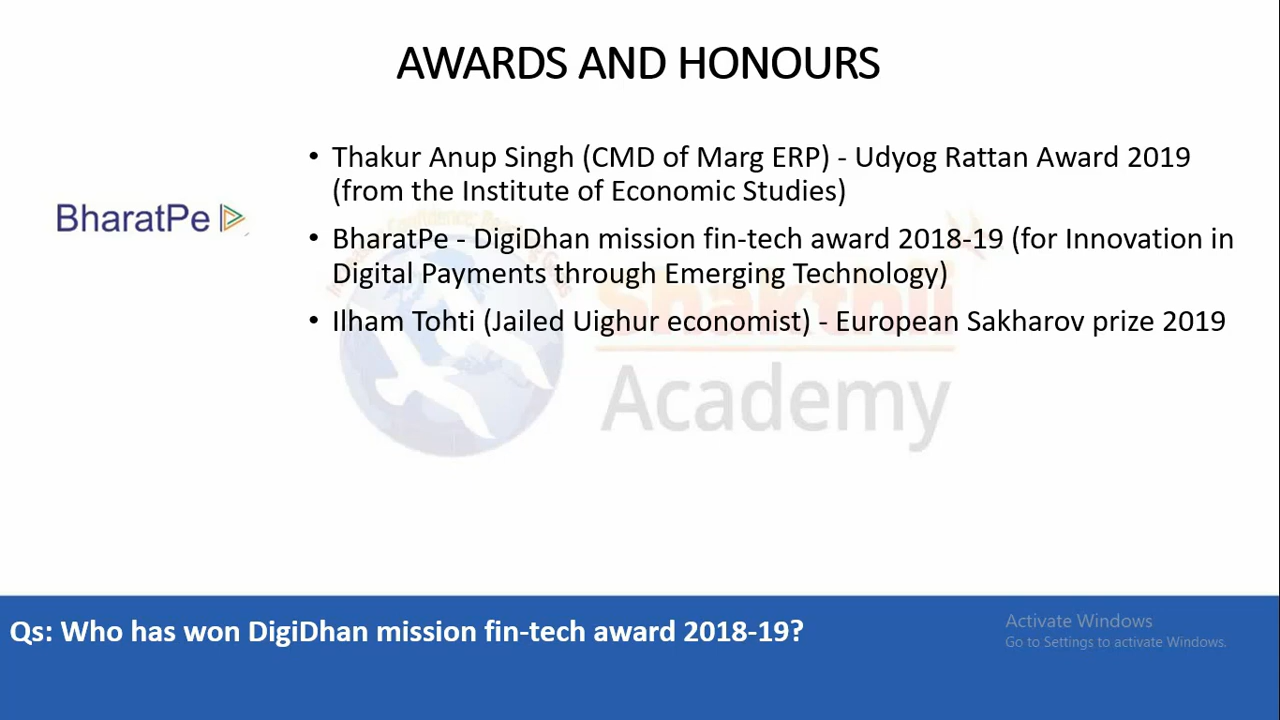 AWARDS AND HONOURS
• Thakur Anup Singh (CMD of Marg ERP) - Udyog Rattan Award 2019
(from the Institute of Economic Studies)
BharatPe
• BharatPe - DigiDhan mission fin-tech award 2018-19 (for Innovation in
Digital Payments through Emerging Technology)
• Ilham Tohti (Jailed Uighur economist) - European Sakharov prize 2019
Academy
Qs: Who has won DigiDhan mission fin-tech award 2018-19?
Activate Windows
Go to Settings to activate Windows.